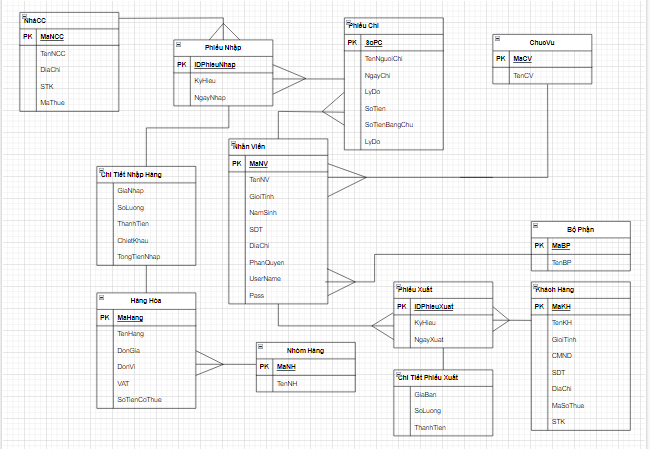 NhàCC
PK MaNCC
TenNCC
DiaChi
STK
MaThue
Phiếu Nhập
PK IDPhieuNhap
KyHieu
NgayNhap
Phiếu Chi
PK SoPC
TenNguoiChi
NgayChi
LyDo
SoTien
SoTienBangChu
LyDo
ChucVu
PK MaCV
TenCV
Chi Tiết Nhập Hàng
GiaNhap
SoLuong
ThanhTien
ChietKhau
TongTienNhap
Nhân Viên
PK MaNV
TenNV
GioiTinh
NamSinh
SDT
DiaChi
PhanQuyen
UserName
Pass
Bộ Phận
PK MaBP
TenBP
Hàng Hóa
PK MaHang
TenHang
DonGia
DonVi
VAT
SoTienCoThue
Nhóm Hàng
PK MaNH
TenNH
Phiếu Xuất
PK IDPhieuXuat
KyHieu
NgayXuat
Chi Tiết Phiếu Xuất
GiaBan
SoLuong
ThanhTien
Khách Hàng
PK MaKH
TenKH
GioiTinh
CMND
SDT
DiaChi
MaSoThue
STK